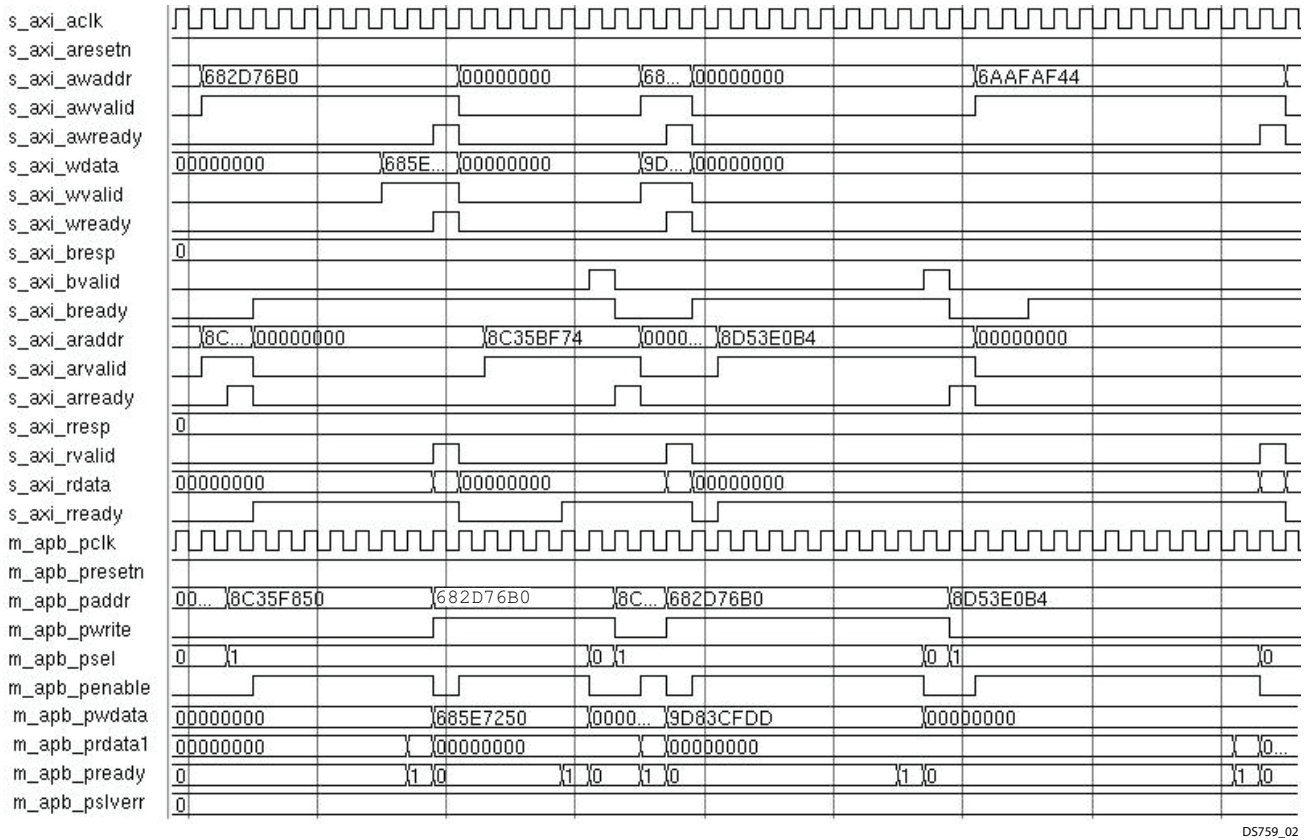 s_axi_aclk
s_axi_aresetn
s_axi_awaddr 682D76B0 00000000 68... 00000000 6AAFAF44
s_axi_awvalid
s_axi_awready
s_axi_wdata 00000000 685E... 00000000 9D... 00000000
s_axi_wvalid
s_axi_wready
s_axi_bresp 0
s_axi_bvalid
s_axi_bready
s_axi_araddr 8C... 00000000 8C35BF74 0000... 8D53E0B4 00000000
s_axi_arvalid
s_axi_arready
s_axi_rresp 0
s_axi_rvalid
s_axi_rdata 00000000 00000000 00000000
s_axi_rready
m_apb_pclk
m_apb_presetn
m_apb_paddr 00... 8C35F850 682D76B0 8C... 682D76B0 8D53E0B4
m_apb_pwrite
m_apb_psel 0 1 0 1 0 1 0
m_apb_penable
m_apb_pwdata 00000000 685E7250 0000... 9D83CFDD 00000000
m_apb_prdata1 00000000 00000000 00000000 0...
m_apb_pready 0 1 0 1 0 1 0 1 0 1 0
m_apb_pslverr 0
DS759_02